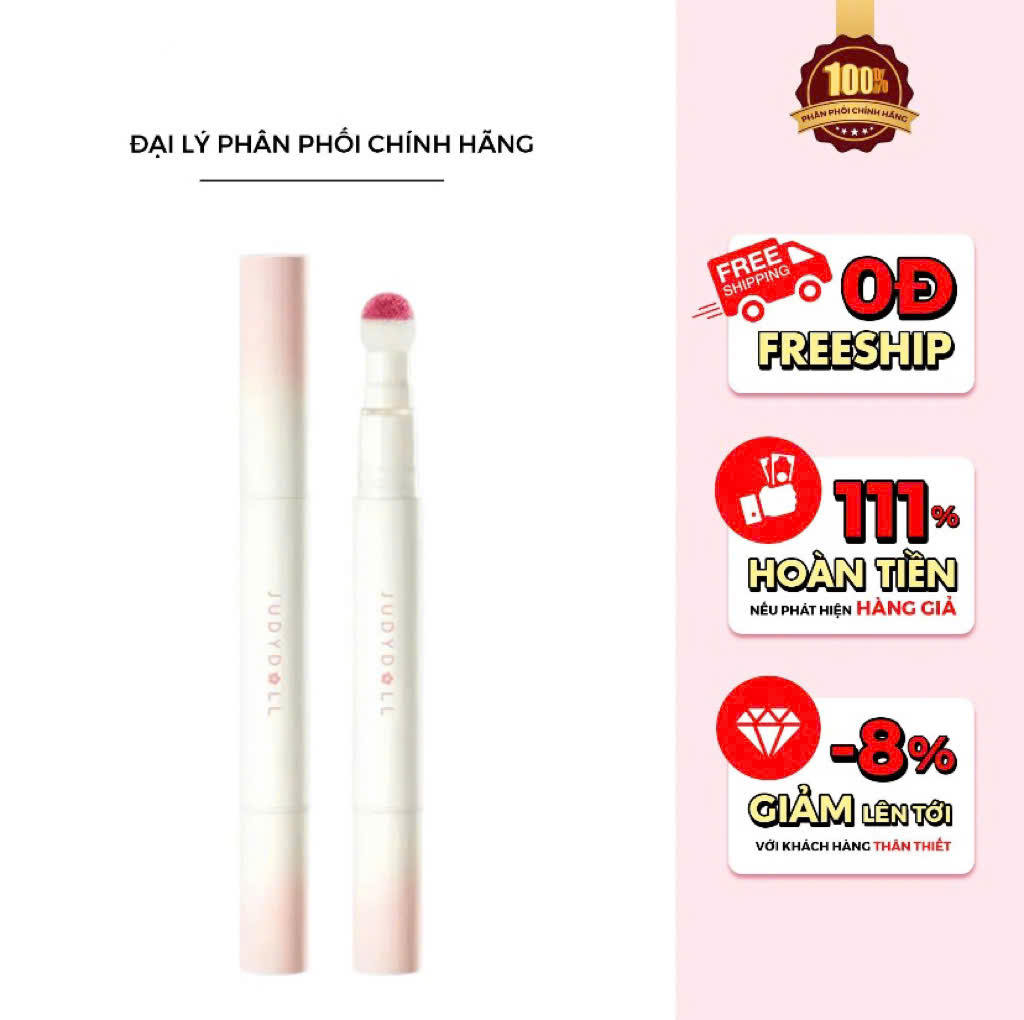 ĐẠI LÝ PHÂN PHỐI CHÍNH HÃNG
JUDYDOLL
JUDYDOLL
100%
PHÂN PHỐI CHÍNH HÃNG
FREE
SHIPPING
0Đ
FREESHIP
111%
HOÀN TIỀN
NẾU PHÁT HIỆN HÀNG GIẢ
-8%
GIẢM LÊN TỚI
VỚI KHÁCH HÀNG THÂN THIẾT